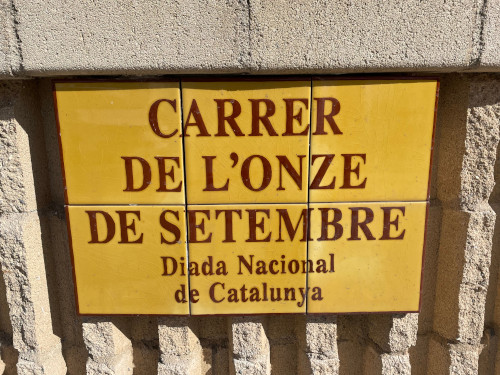 CARRER
DE L'ONZE
DE SETEMBRE
Diada Nacional
de Catalunya